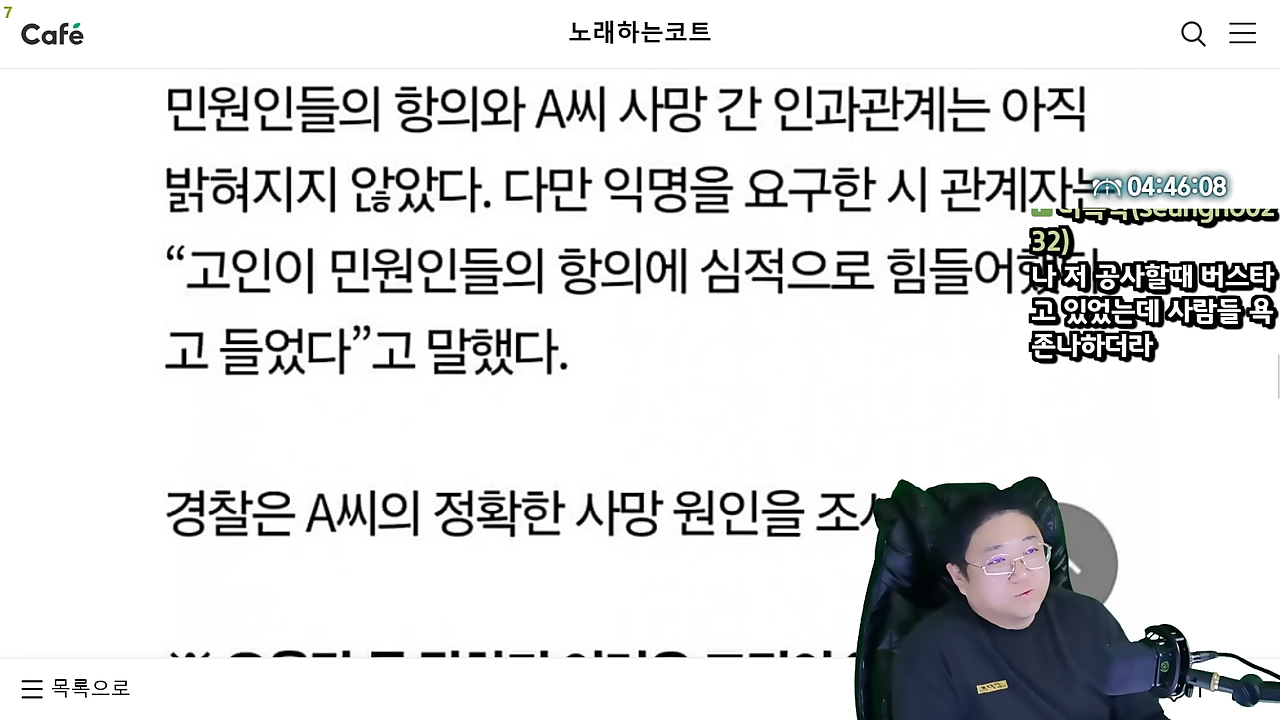 7
Café
노래하는코트
민원인들의 항의와 A씨 사망 간 인과관계는 아직
밝혀지지 않았다. 다만 익명을 요구한 시 관계자는
04:46:08
32)
“고인이 민원인들의 항의에 심적으로 힘들어했다
나 저 공사할때 버스타
고 있었는데 사람들 욕
존나하더라
고 들었다”고 말했다.
경찰은 A씨의 정확한 사망 원인을
목록으로